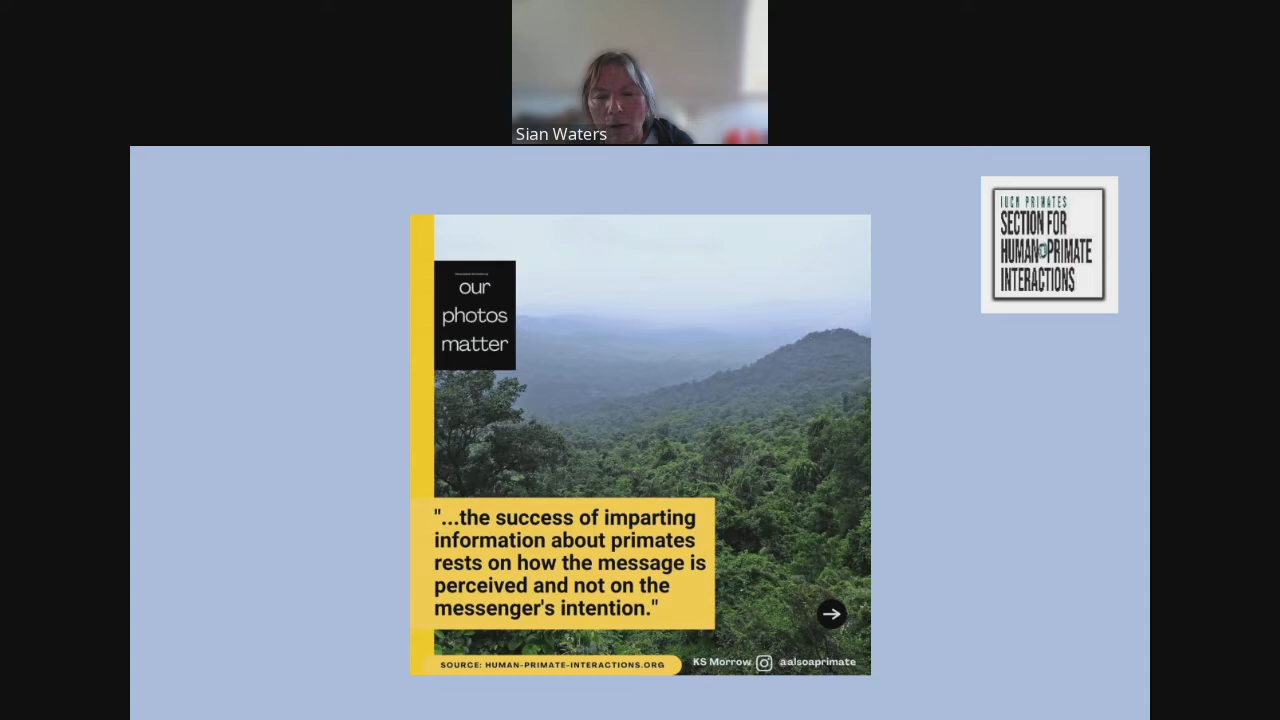 Sian Waters
IUCN PRIMATES
SECTION FOR
HUMAN PRIMATE
INTERACTIONS
our
photos
matter
"...the success of imparting
information about primates
rests on how the message is
perceived and not on the
messenger's intention."
SOURCE: HUMAN-PRIMATE-INTERACTIONS.ORG
KS Morrow @alsoaprimate